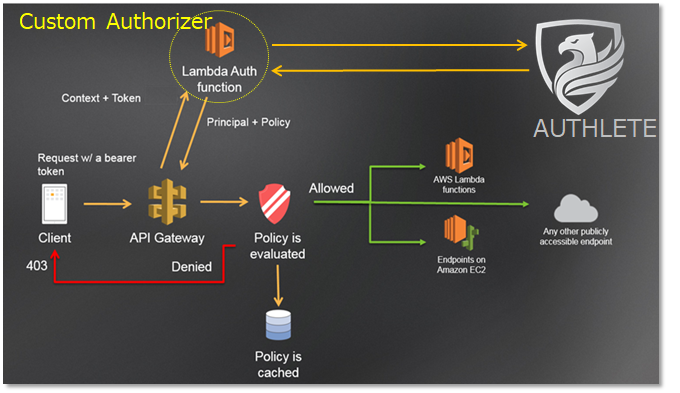 Custom Authorizer
Lambda Auth
function
AUTHLETE
Context + Token
Principal + Policy
Request w/ a bearer
token
Client
API Gateway
Policy is
evaluated
Allowed
AWS Lambda
functions
Endpoints on
Amazon EC2
Any other publicly
accessible endpoint
403
Denied
Policy is
cached